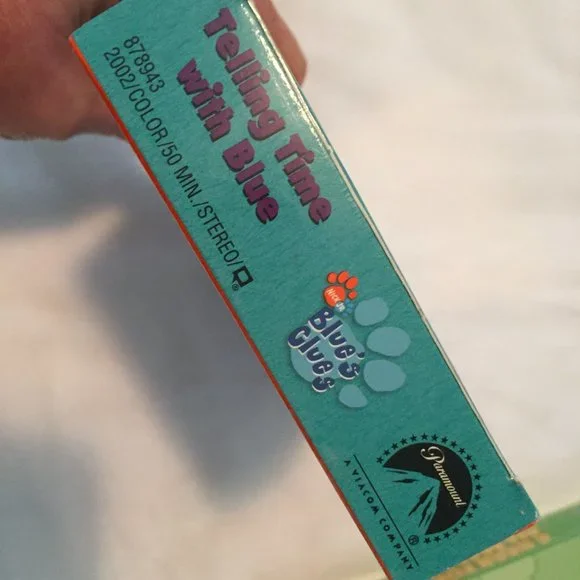 Telling Time
with Blue
878943
2002/COLOR/50 MIN./STEREO/
NICK JR.
Blue's
Clues
Paramount
A VIACOM COMPANY
®